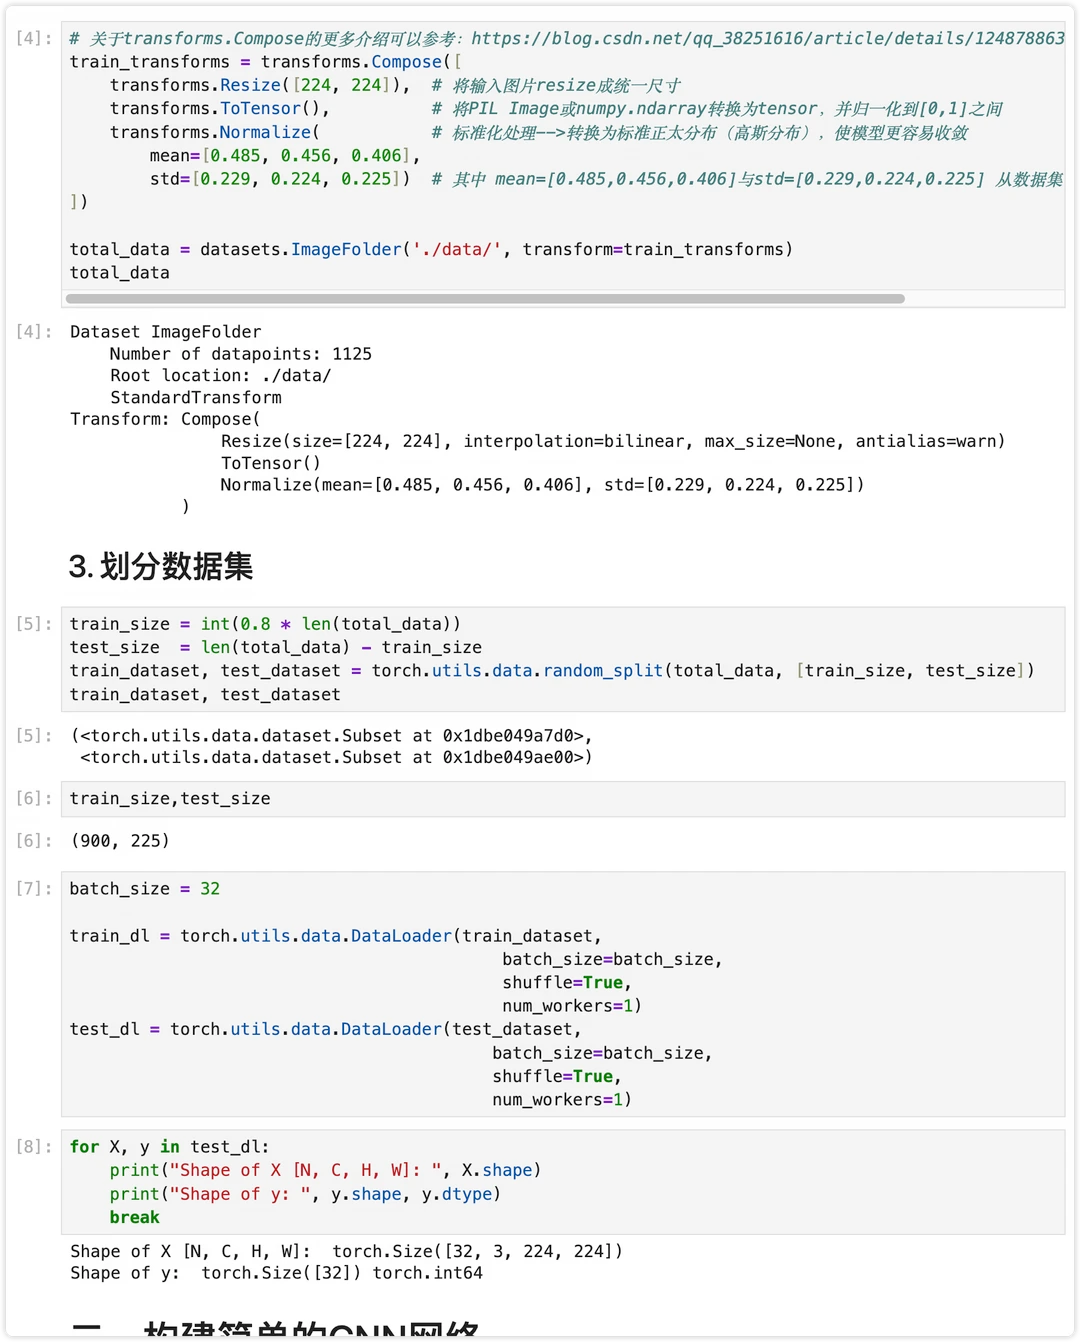 [4]: # 关于transforms.Compose的更多介绍可以参考：https://blog.csdn.net/qq_38251616/article/details/124878863
train_transforms = transforms.Compose([
    transforms.Resize([224, 224]),  # 将输入图片resize成统一尺寸
    transforms.ToTensor(),          # 将PIL Image或numpy.ndarray转换为tensor，并归一化到[0,1]之间
    transforms.Normalize(           # 标准化处理-->转换为标准正太分布（高斯分布），使模型更容易收敛
        mean=[0.485, 0.456, 0.406],
        std=[0.229, 0.224, 0.225])  # 其中 mean=[0.485,0.456,0.406]与std=[0.229,0.224,0.225] 从数据集
])
total_data = datasets.ImageFolder('./data/', transform=train_transforms)
total_data
[4]: Dataset ImageFolder
    Number of datapoints: 1125
    Root location: ./data/
    StandardTransform
Transform: Compose(
               Resize(size=[224, 224], interpolation=bilinear, max_size=None, antialias=warn)
               ToTensor()
               Normalize(mean=[0.485, 0.456, 0.406], std=[0.229, 0.224, 0.225])
           )
3. 划分数据集
[5]: train_size = int(0.8 * len(total_data))
test_size  = len(total_data) - train_size
train_dataset, test_dataset = torch.utils.data.random_split(total_data, [train_size, test_size])
train_dataset, test_dataset
[5]: (<torch.utils.data.dataset.Subset at 0x1dbe049a7d0>,
 <torch.utils.data.dataset.Subset at 0x1dbe049ae00>)
[6]: train_size,test_size
[6]: (900, 225)
[7]: batch_size = 32
train_dl = torch.utils.data.DataLoader(train_dataset,
                                           batch_size=batch_size,
                                           shuffle=True,
                                           num_workers=1)
test_dl = torch.utils.data.DataLoader(test_dataset,
                                          batch_size=batch_size,
                                          shuffle=True,
                                          num_workers=1)
[8]: for X, y in test_dl:
    print("Shape of X [N, C, H, W]: ", X.shape)
    print("Shape of y: ", y.shape, y.dtype)
    break
Shape of X [N, C, H, W]:  torch.Size([32, 3, 224, 224])
Shape of y:  torch.Size([32]) torch.int64
二、构建简单的CNN网络